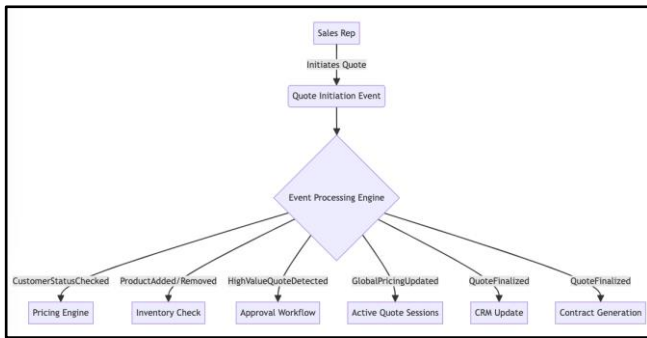 Sales Rep
Initiates Quote
Quote Initiation Event
Event Processing Engine
CustomerStatusChecked
ProductAdded/Removed
HighValueQuoteDetected
GlobalPricingUpdated
QuoteFinalized
QuoteFinalized
Pricing Engine
Inventory Check
Approval Workflow
Active Quote Sessions
CRM Update
Contract Generation